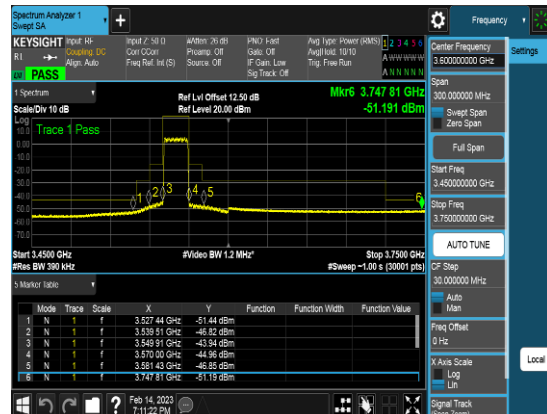 Spectrum Analyzer 1
Swept SA
Frequency
KEYSIGHT
Input: RF
Coupling: DC
Align: Auto
Input Z: 50 Ω
Corr CCorr
Freq Ref: Int (S)
#Atten: 26 dB
Preamp: Off
Source: Off
PNO: Fast
Gate: Off
IF Gain: Low
Sig Track: Off
Avg Type: Power (RMS)
Avg|Hold: 10/10
Trig: Free Run
1 2 3 4 5 6
A W W W W W
A N N N N N
PASS
Center Frequency
3.600000000 GHz
Settings
Span
300.000000 MHz
Swept Span
Zero Span
Full Span
Start Freq
3.450000000 GHz
Stop Freq
3.750000000 GHz
AUTO TUNE
CF Step
30.000000 MHz
Auto
Man
Freq Offset
0 Hz
X Axis Scale
Log
Lin
Local
Signal Track
1 Spectrum
Scale/Div 10 dB
Ref Lvl Offset 12.50 dB
Ref Level 20.00 dBm
Mkr6 3.747 81 GHz
-51.191 dBm
Log
Trace 1 Pass
10.0
0.00
-10.0
-20.0
-30.0
-40.0
-50.0
-60.0
-70.0
1 2 3 4 5 6
Start 3.4500 GHz
#Res BW 390 kHz
#Video BW 1.2 MHz*
Stop 3.7500 GHz
#Sweep ~1.00 s (30001 pts)
5 Marker Table
Mode Trace Scale X Y Function Function Width Function Value
1 N 1 f 3.527 44 GHz -51.44 dBm
2 N 1 f 3.539 51 GHz -46.82 dBm
3 N 1 f 3.549 91 GHz -43.94 dBm
4 N 1 f 3.570 00 GHz -44.96 dBm
5 N 1 f 3.581 43 GHz -46.85 dBm
6 N 1 f 3.747 81 GHz -51.19 dBm
Feb 14, 2023
7:11:22 PM